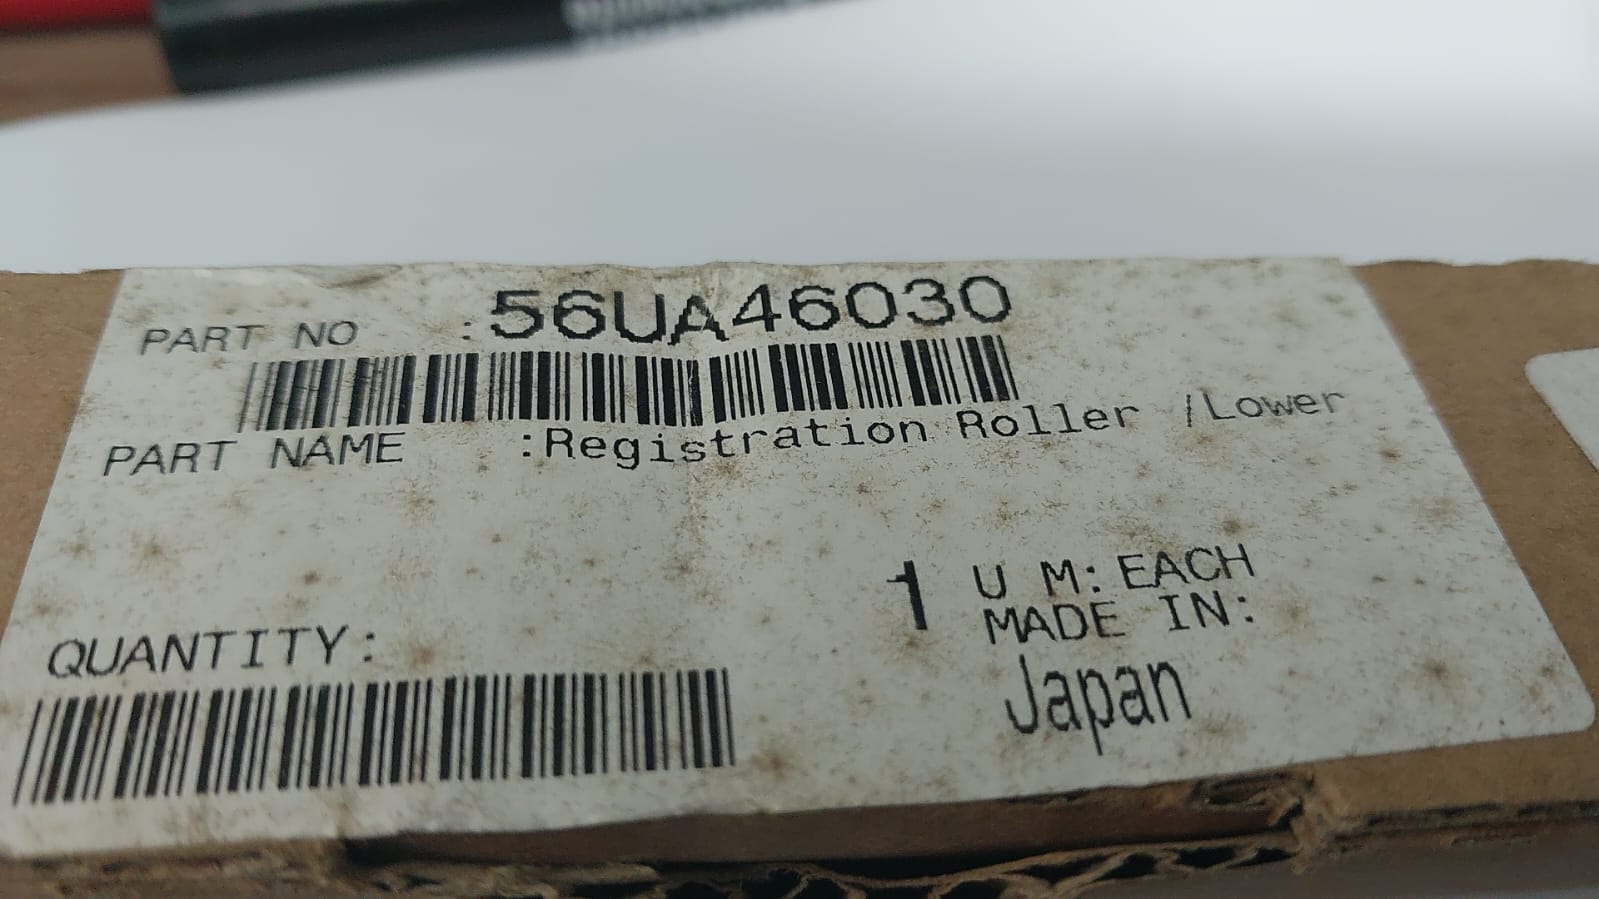 PART NO :56UA46030
PART NAME :Registration Roller /Lower
QUANTITY: 1 U M: EACH
MADE IN:
Japan